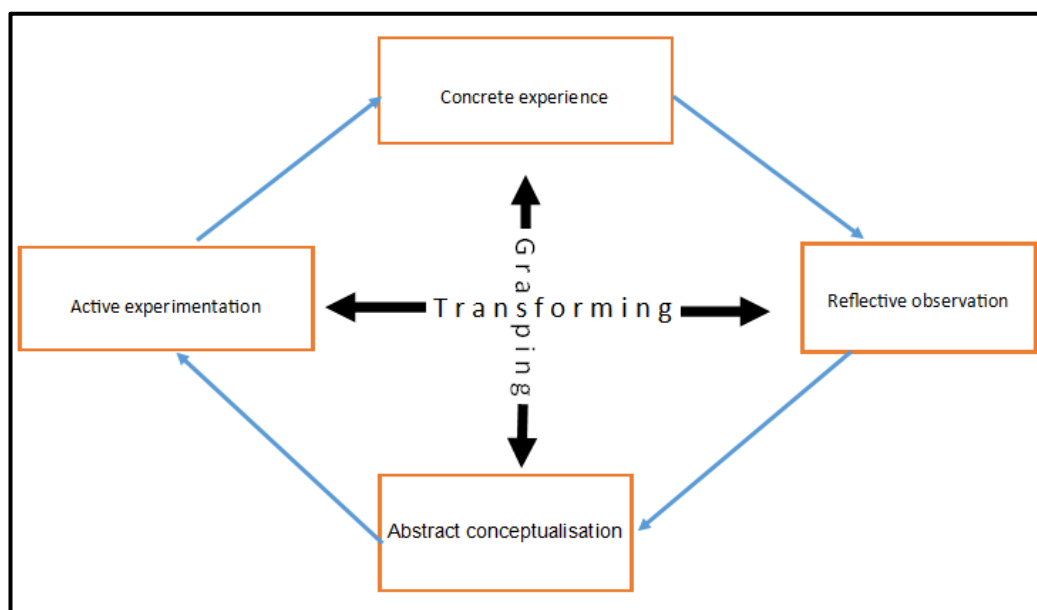 Concrete experience
Active experimentation
Transforming
Grasping
Reflective observation
Abstract conceptualisation